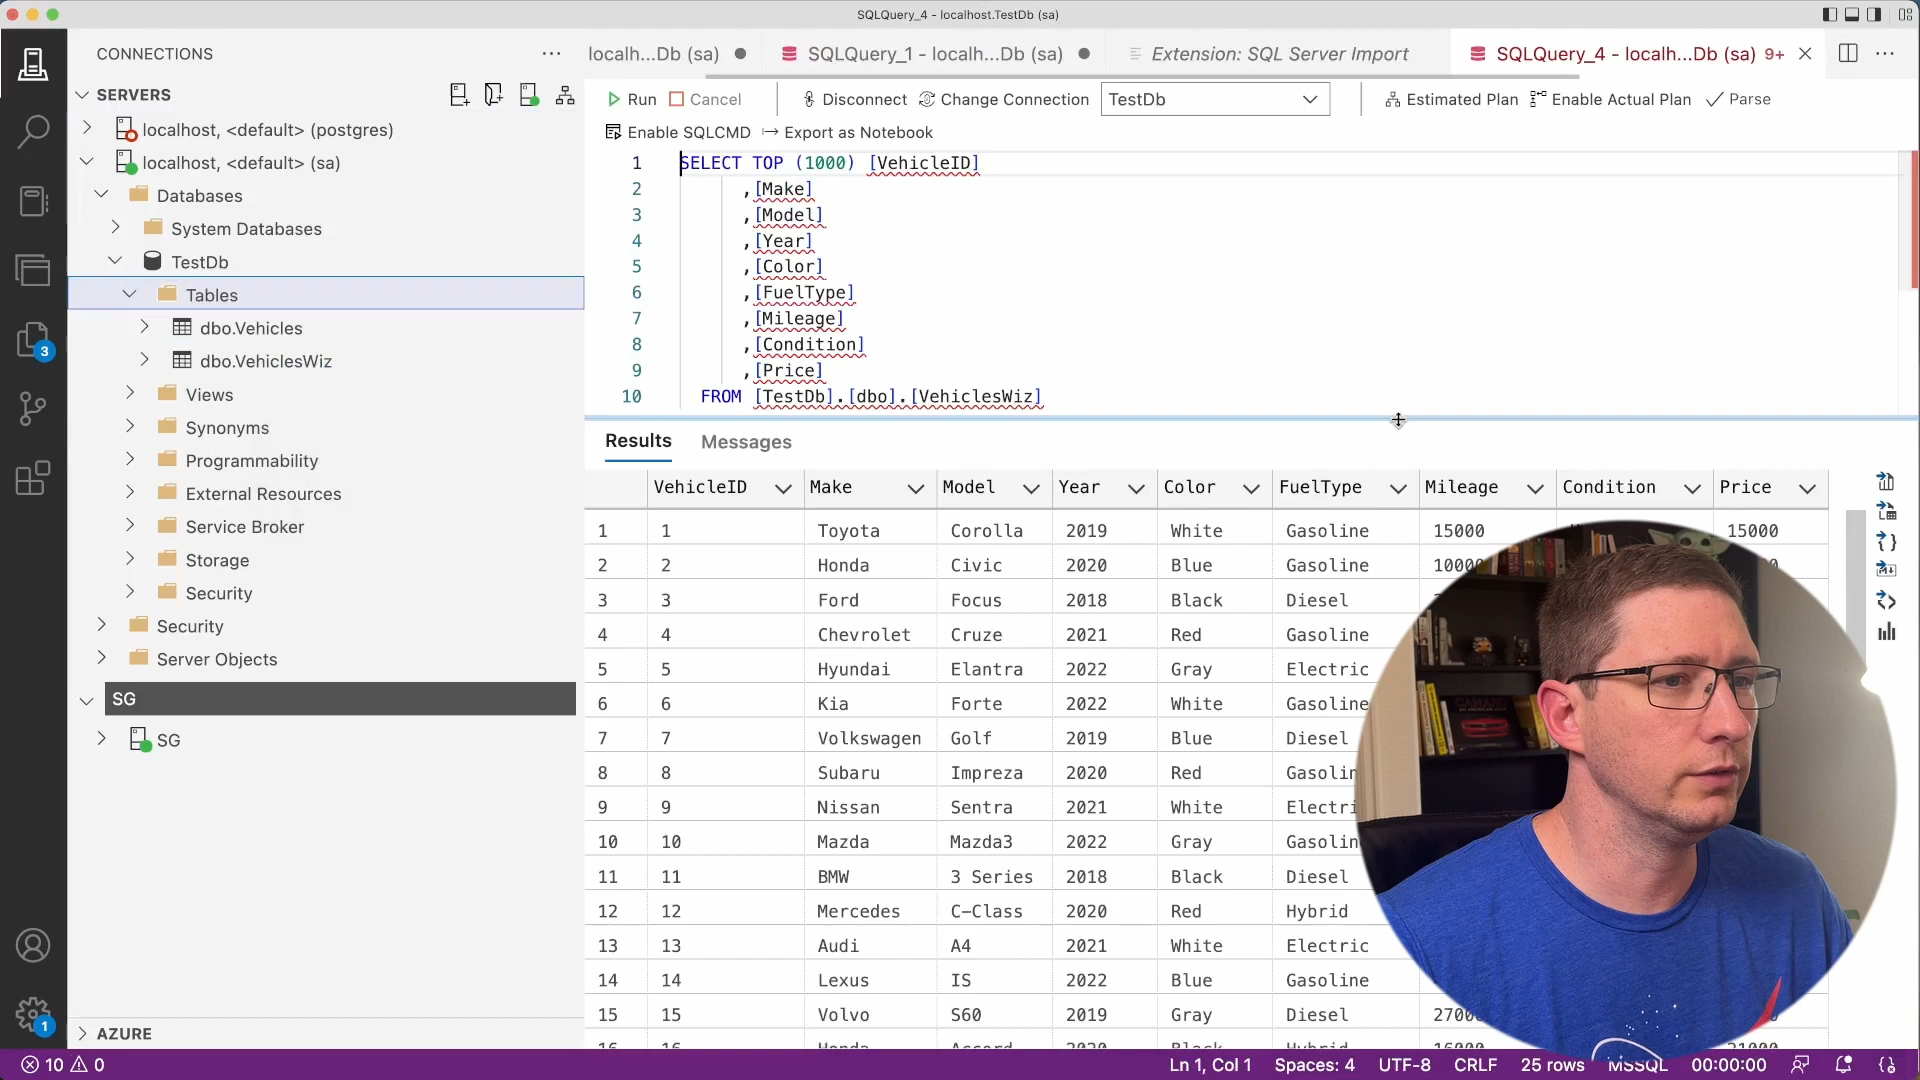 SQLQuery_4 - localhost.TestDb (sa)
CONNECTIONS
localh...Db (sa)
SQLQuery_1 - localh...Db (sa)
Extension: SQL Server Import
SQLQuery_4 - localh...Db (sa) 9+
SERVERS
Run Cancel Disconnect Change Connection TestDb Estimated Plan Enable Actual Plan Parse
Enable SQLCMD Export as Notebook
localhost, <default> (postgres)
localhost, <default> (sa)
Databases
System Databases
TestDb
Tables
dbo.Vehicles
dbo.VehiclesWiz
Views
Synonyms
Programmability
External Resources
Service Broker
Storage
Security
Security
Server Objects
SG
SG
AZURE
3
1
1 SELECT TOP (1000) [VehicleID]
2 ,[Make]
3 ,[Model]
4 ,[Year]
5 ,[Color]
6 ,[FuelType]
7 ,[Mileage]
8 ,[Condition]
9 ,[Price]
10 FROM [TestDb].[dbo].[VehiclesWiz]
Results Messages
VehicleID Make Model Year Color FuelType Mileage Condition Price
1 1 Toyota Corolla 2019 White Gasoline 15000 15000
2 2 Honda Civic 2020 Blue Gasoline
3 3 Ford Focus 2018 Black Diesel
4 4 Chevrolet Cruze 2021 Red Gasoline
5 5 Hyundai Elantra 2022 Gray Electric
6 6 Kia Forte 2022 White Gasoline
7 7 Volkswagen Golf 2019 Blue Diesel
8 8 Subaru Impreza 2020 Red
9 9 Nissan Sentra 2021 White
10 10 Mazda Mazda3 2022 Gray
11 11 BMW 3 Series 2018 Black Diesel
12 12 Mercedes C-Class 2020 Red Hybrid
13 13 Audi A4 2021 White Electric
14 14 Lexus IS 2022 Blue Gasoline
15 15 Volvo S60 2019 Gray Diesel
10 0
Ln 1, Col 1 Spaces: 4 UTF-8 CRLF 25 rows MSSQL 00:00:00